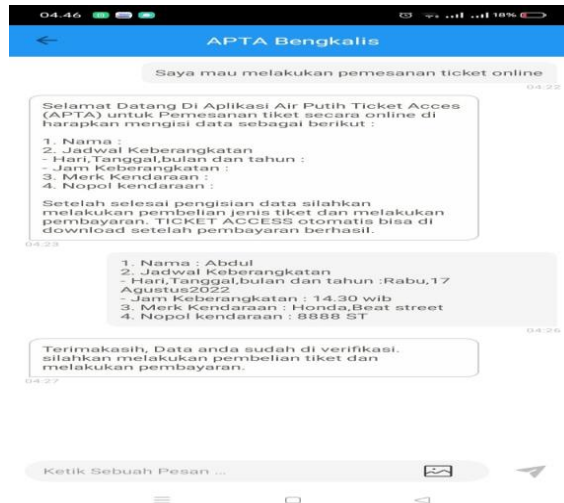 04.46
18%
APTA Bengkalis
Saya mau melakukan pemesanan ticket online
04:22
Selamat Datang Di Aplikasi Air Putih Ticket Acces
(APTA) untuk Pemesanan tiket secara online di
harapkan mengisi data sebagai berikut :
1. Nama :
2. Jadwal Keberangkatan
- Hari,Tanggal,bulan dan tahun :
- Jam Keberangkatan :
3. Merk Kendaraan :
4. Nopol kendaraan :
Setelah selesai pengisian data silahkan
melakukan pembelian jenis tiket dan melakukan
pembayaran. TICKET ACCESS otomatis bisa di
download setelah pembayaran berhasil.
04:23
1. Nama : Abdul
2. Jadwal Keberangkatan
- Hari,Tanggal,bulan dan tahun :Rabu,17
Agustus2022
- Jam Keberangkatan : 14.30 wib
3. Merk Kendaraan : Honda,Beat street
4. Nopol kendaraan : 8888 ST
04:26
Terimakasih, Data anda sudah di verifikasi.
silahkan melakukan pembelian tiket dan
melakukan pembayaran.
04:27
Ketik Sebuah Pesan ...